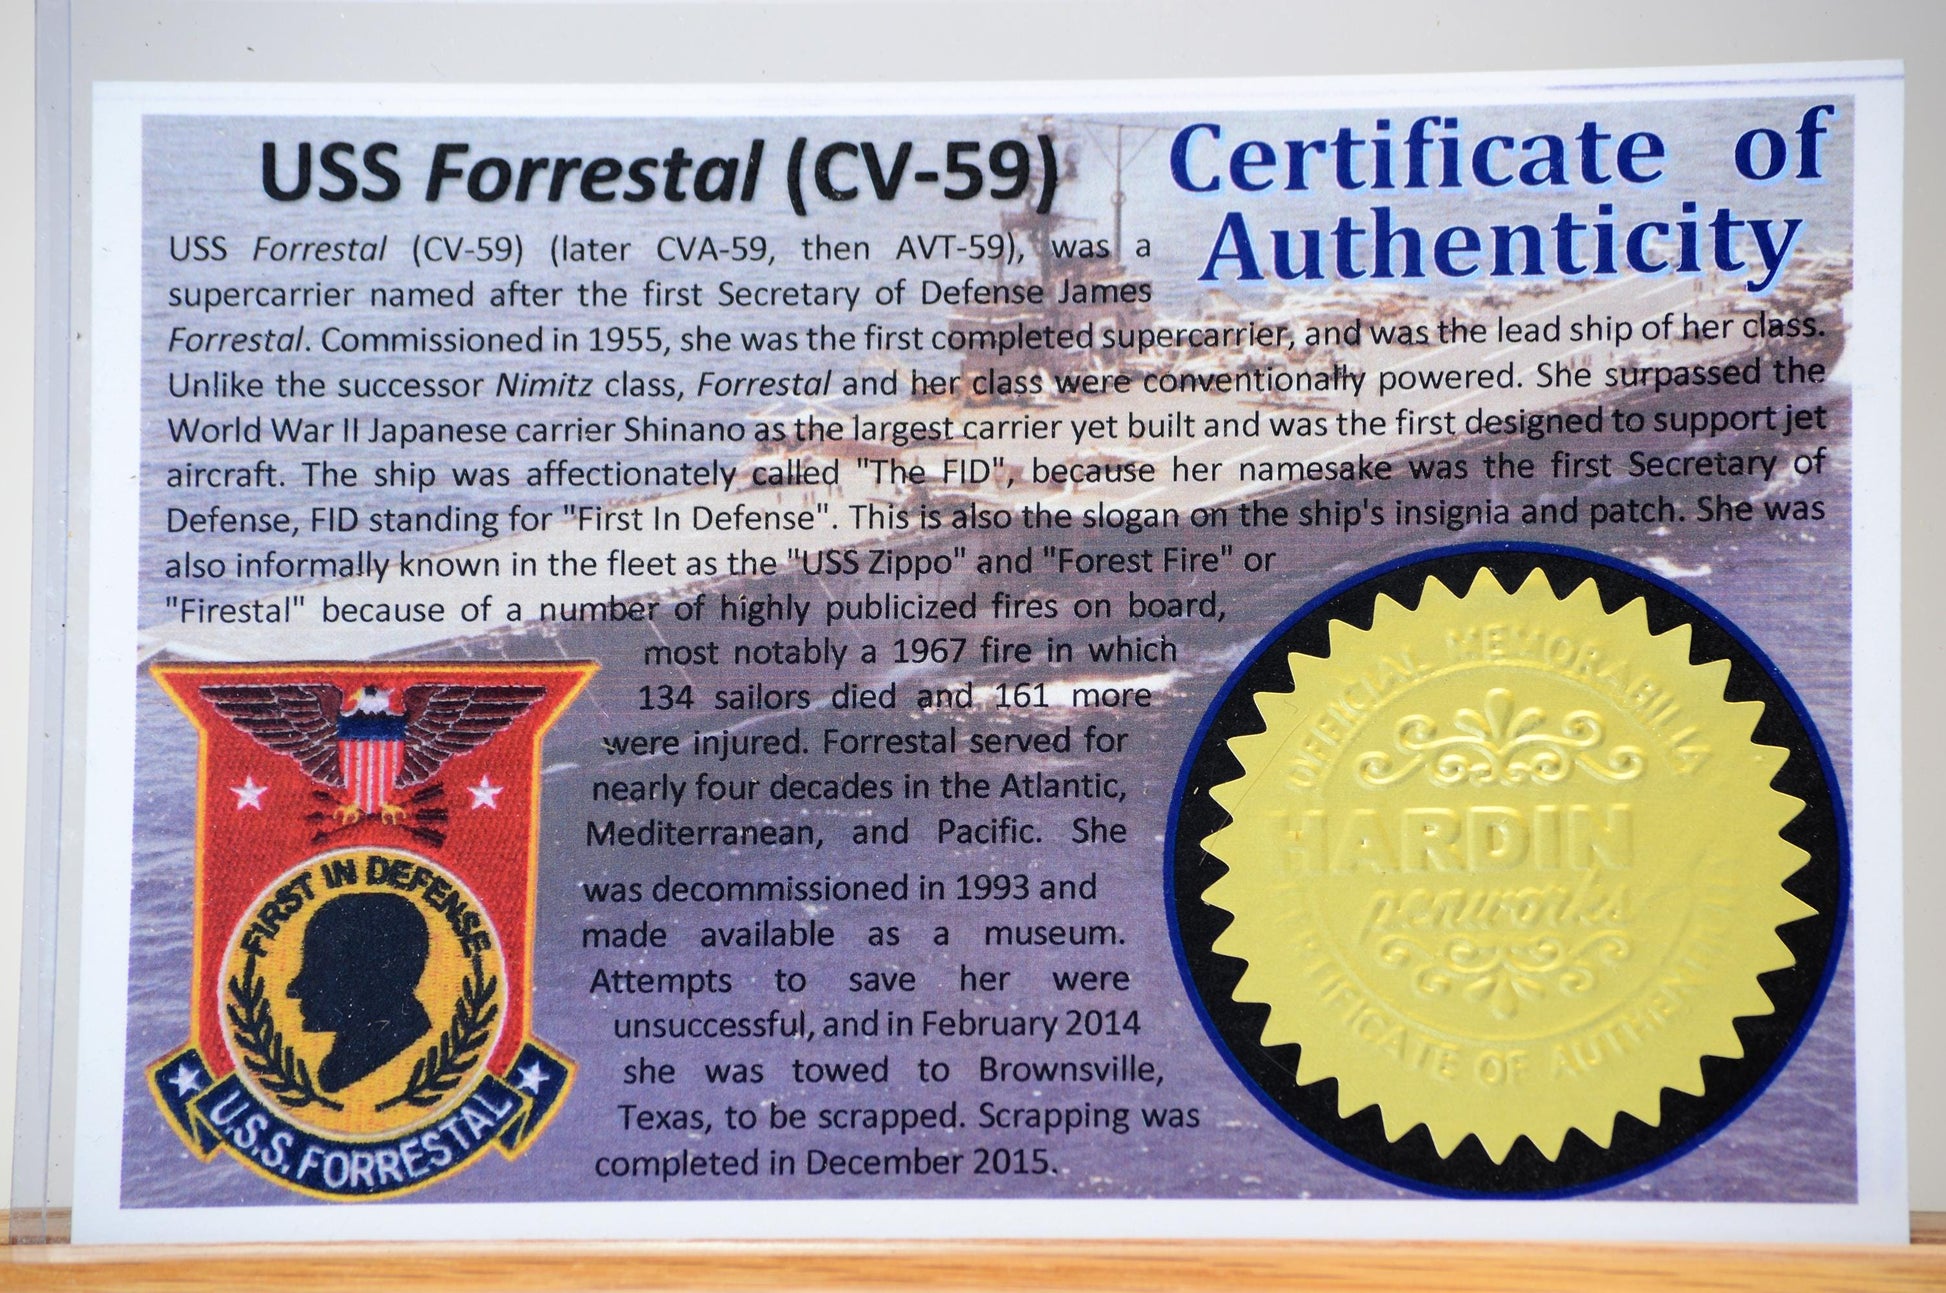 USS Forrestal (CV-59)
Certificate of
Authenticity
USS Forrestal (CV-59) (later CVA-59, then AVT-59), was a
supercarrier named after the first Secretary of Defense James
Forrestal. Commissioned in 1955, she was the first completed supercarrier, and was the lead ship of her class.
Unlike the successor Nimitz class, Forrestal and her class were conventionally powered. She surpassed the
World War II Japanese carrier Shinano as the largest carrier yet built and was the first designed to support jet
aircraft. The ship was affectionately called "The FID", because her namesake was the first Secretary of
Defense, FID standing for "First In Defense". This is also the slogan on the ship's insignia and patch. She was
also informally known in the fleet as the "USS Zippo" and "Forest Fire" or
"Firestal" because of a number of highly publicized fires on board,
most notably a 1967 fire in which
134 sailors died and 161 more
were injured. Forrestal served for
nearly four decades in the Atlantic,
Mediterranean, and Pacific. She
was decommissioned in 1993 and
made available as a museum.
Attempts to save her were
unsuccessful, and in February 2014
she was towed to Brownsville,
Texas, to be scrapped. Scrapping was
completed in December 2015.
FIRST IN DEFENSE
U.S.S. FORRESTAL
OFFICIAL MEMORABILIA
HARDIN
penworks
CERTIFICATE OF AUTHENTICITY